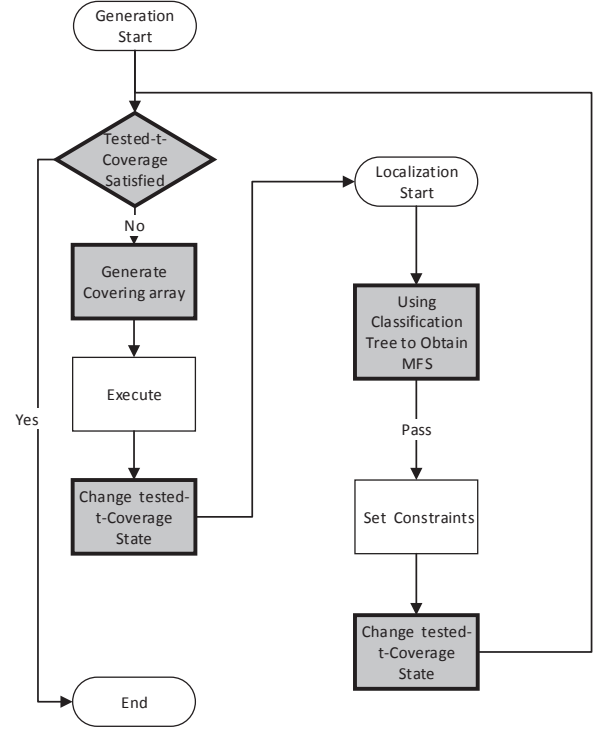 Generation
Start
Tested-t-
Coverage
Satisfied
No
Generate
Covering array
Execute
Yes
Change tested-
t-Coverage
State
End
Localization
Start
Using
Classification
Tree to Obtain
MFS
Pass
Set Constraints
Change tested-
t-Coverage
State